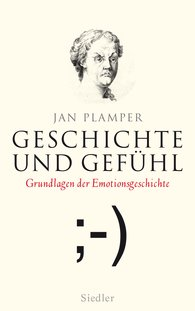 JAN PLAMPER
GESCHICHTE
UND GEFÜHL
Grundlagen der Emotionsgeschichte
;-)
Siedler